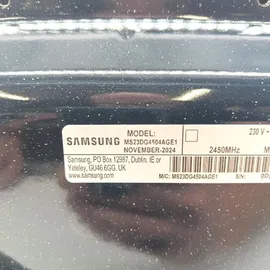 MODEL:
SAMSUNG MS23DG4504AGE1
NOVEMBER-2024
230 V ~
2450MHz M
Samsung, PO Box 12987, Dublin. IE or
Yateley, GU46 6GG, UK
www.samsung.com
M/C: MS23DG4504AGE1 S/N: